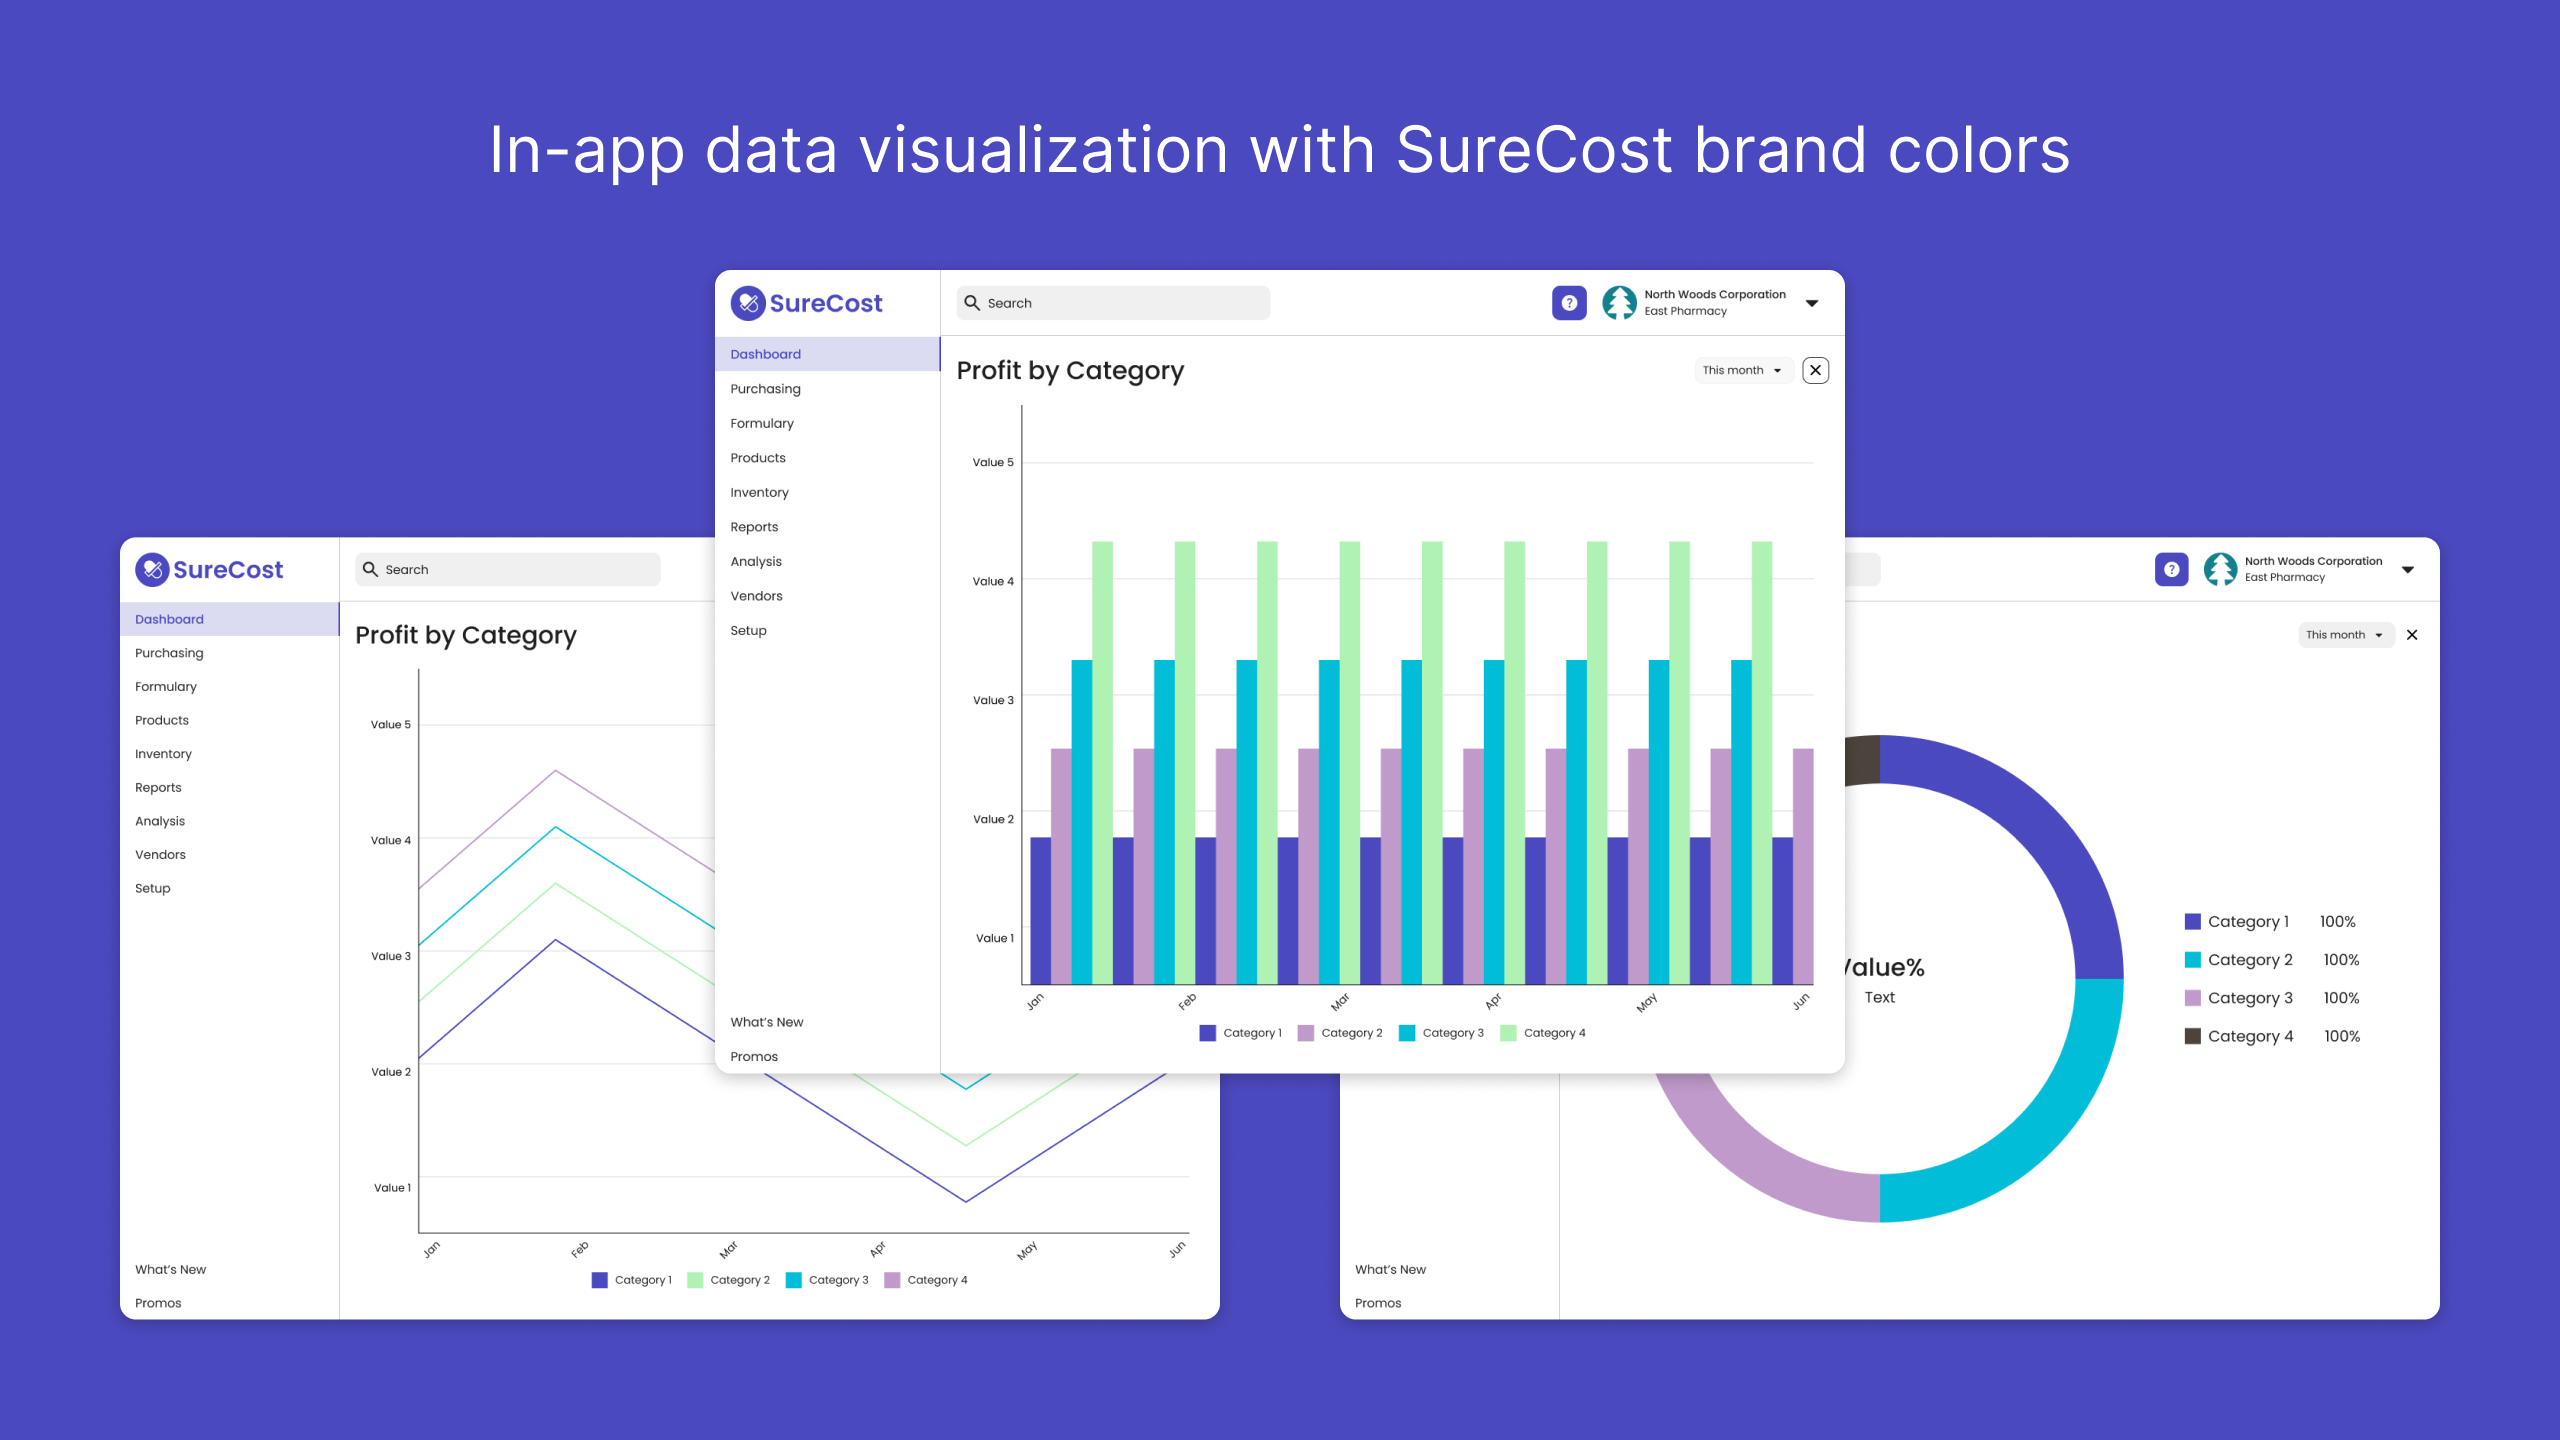 In-app data visualization with SureCost brand colors
SureCost
Search
North Woods Corporation
East Pharmacy
Dashboard
Purchasing
Formulary
Products
Inventory
Reports
Analysis
Vendors
Setup
What's New
Promos
Profit by Category
This month
Value 5
Value 4
Value 3
Value 2
Value 1
Jan Feb Mar Apr May Jun
Category 1 Category 2 Category 3 Category 4
SureCost
Search
Dashboard
Purchasing
Formulary
Products
Inventory
Reports
Analysis
Vendors
Setup
What's New
Promos
Profit by Category
Value 5
Value 4
Value 3
Value 2
Value 1
Jan Feb Mar Apr May Jun
Category 1 Category 2 Category 3 Category 4
North Woods Corporation
East Pharmacy
This month
Text
Category 1 100%
Category 2 100%
Category 3 100%
Category 4 100%
What's New
Promos